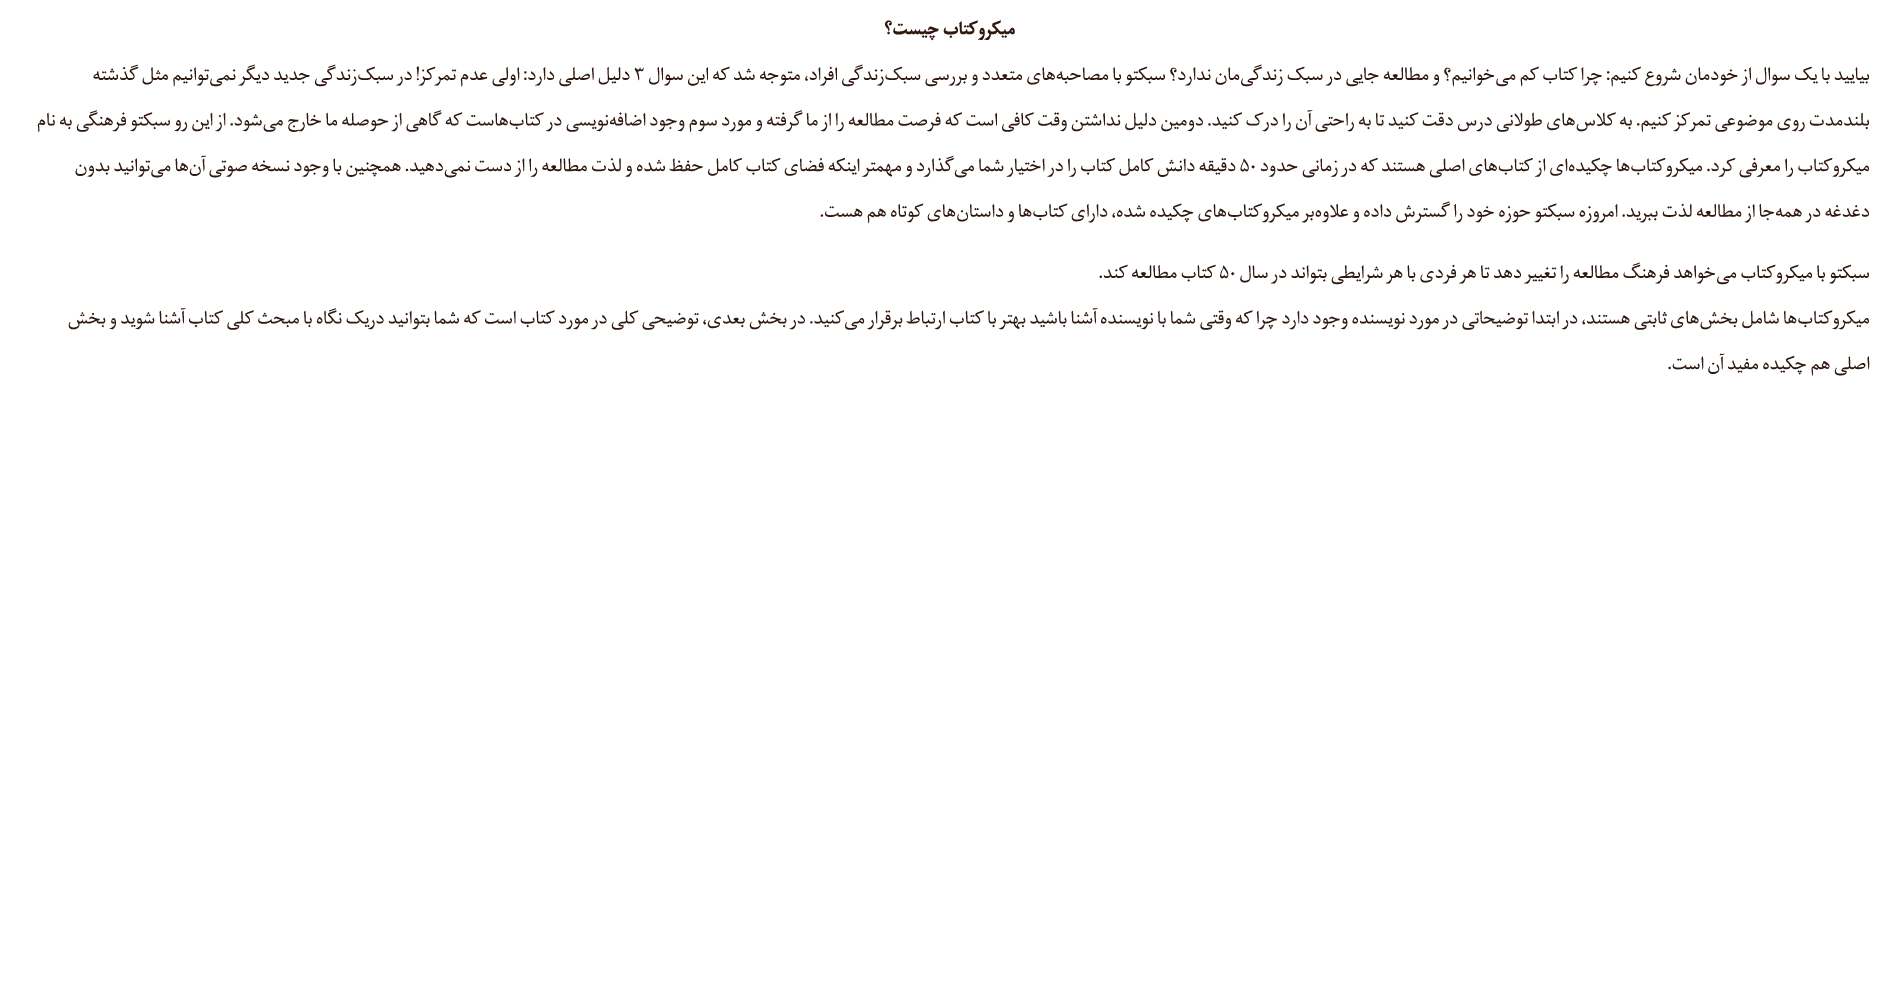 میکروکتاب چیست؟
بیایید با یک سوال از خودمان شروع کنیم: چرا کتاب کم می‌خوانیم؟ و مطالعه جایی در سبک زندگی‌مان ندارد؟ سبکتو با مصاحبه‌های متعدد و بررسی سبک‌زندگی افراد، متوجه شد که این سوال ۳ دلیل اصلی دارد: اولی عدم تمرکز! در سبک‌زندگی جدید دیگر نمی‌توانیم مثل گذشته
بلندمدت روی موضوعی تمرکز کنیم. به کلاس‌های طولانی درس دقت کنید تا به راحتی آن را درک کنید. دومین دلیل نداشتن وقت کافی است که فرصت مطالعه را از ما گرفته و مورد سوم وجود اضافه‌نویسی در کتاب‌هاست که گاهی از حوصله ما خارج می‌شود. از این رو سبکتو فرهنگی به نام
میکروکتاب را معرفی کرد. میکروکتاب‌ها چکیده‌ای از کتاب‌های اصلی هستند که در زمانی حدود ۵۰ دقیقه دانش کامل کتاب را در اختیار شما می‌گذارد و مهمتر اینکه فضای کتاب کامل حفظ شده و لذت مطالعه را از دست نمی‌دهید. همچنین با وجود نسخه صوتی آن‌ها می‌توانید بدون
دغدغه در همه‌جا از مطالعه لذت ببرید. امروزه سبکتو حوزه خود را گسترش داده و علاوه‌بر میکروکتاب‌های چکیده شده، دارای کتاب‌ها و داستان‌های کوتاه هم هست.
سبکتو با میکروکتاب می‌خواهد فرهنگ مطالعه را تغییر دهد تا هر فردی با هر شرایطی بتواند در سال ۵۰ کتاب مطالعه کند.
میکروکتاب‌ها شامل بخش‌های ثابتی هستند، در ابتدا توضیحاتی در مورد نویسنده وجود دارد چرا که وقتی شما با نویسنده آشنا باشید بهتر با کتاب ارتباط برقرار می‌کنید. در بخش بعدی، توضیحی کلی در مورد کتاب است که شما بتوانید دریک نگاه با مبحث کلی کتاب آشنا شوید و بخش
اصلی هم چکیده مفید آن است.